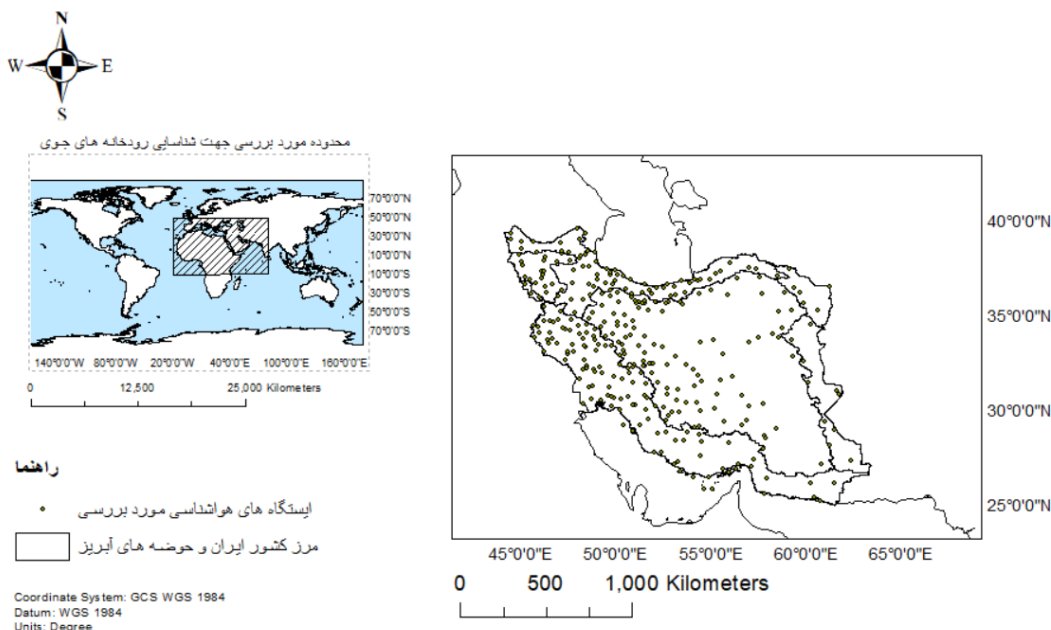 N
W E
S
محدوده مورد بررسی جهت شناسایی رودخانه های جوی
70°0'0"N
50°0'0"N
30°0'0"N
10°0'0"N
10°0'0"S
30°0'0"S
50°0'0"S
70°0'0"S
140°0'0"W 80°0'0"W 20°0'0"W 40°0'0"E 100°0'0"E 160°0'0"E
0 12,500 25,000 Kilometers
راهنما
ایستگاه های هواشناسی مورد بررسی
مرز کشور ایران و حوضه های آبریز
Coordinate System: GCS WGS 1984
Datum: WGS 1984
Units: Degree
40°0'0"N
35°0'0"N
30°0'0"N
25°0'0"N
45°0'0"E 50°0'0"E 55°0'0"E 60°0'0"E 65°0'0"E
0 500 1,000 Kilometers